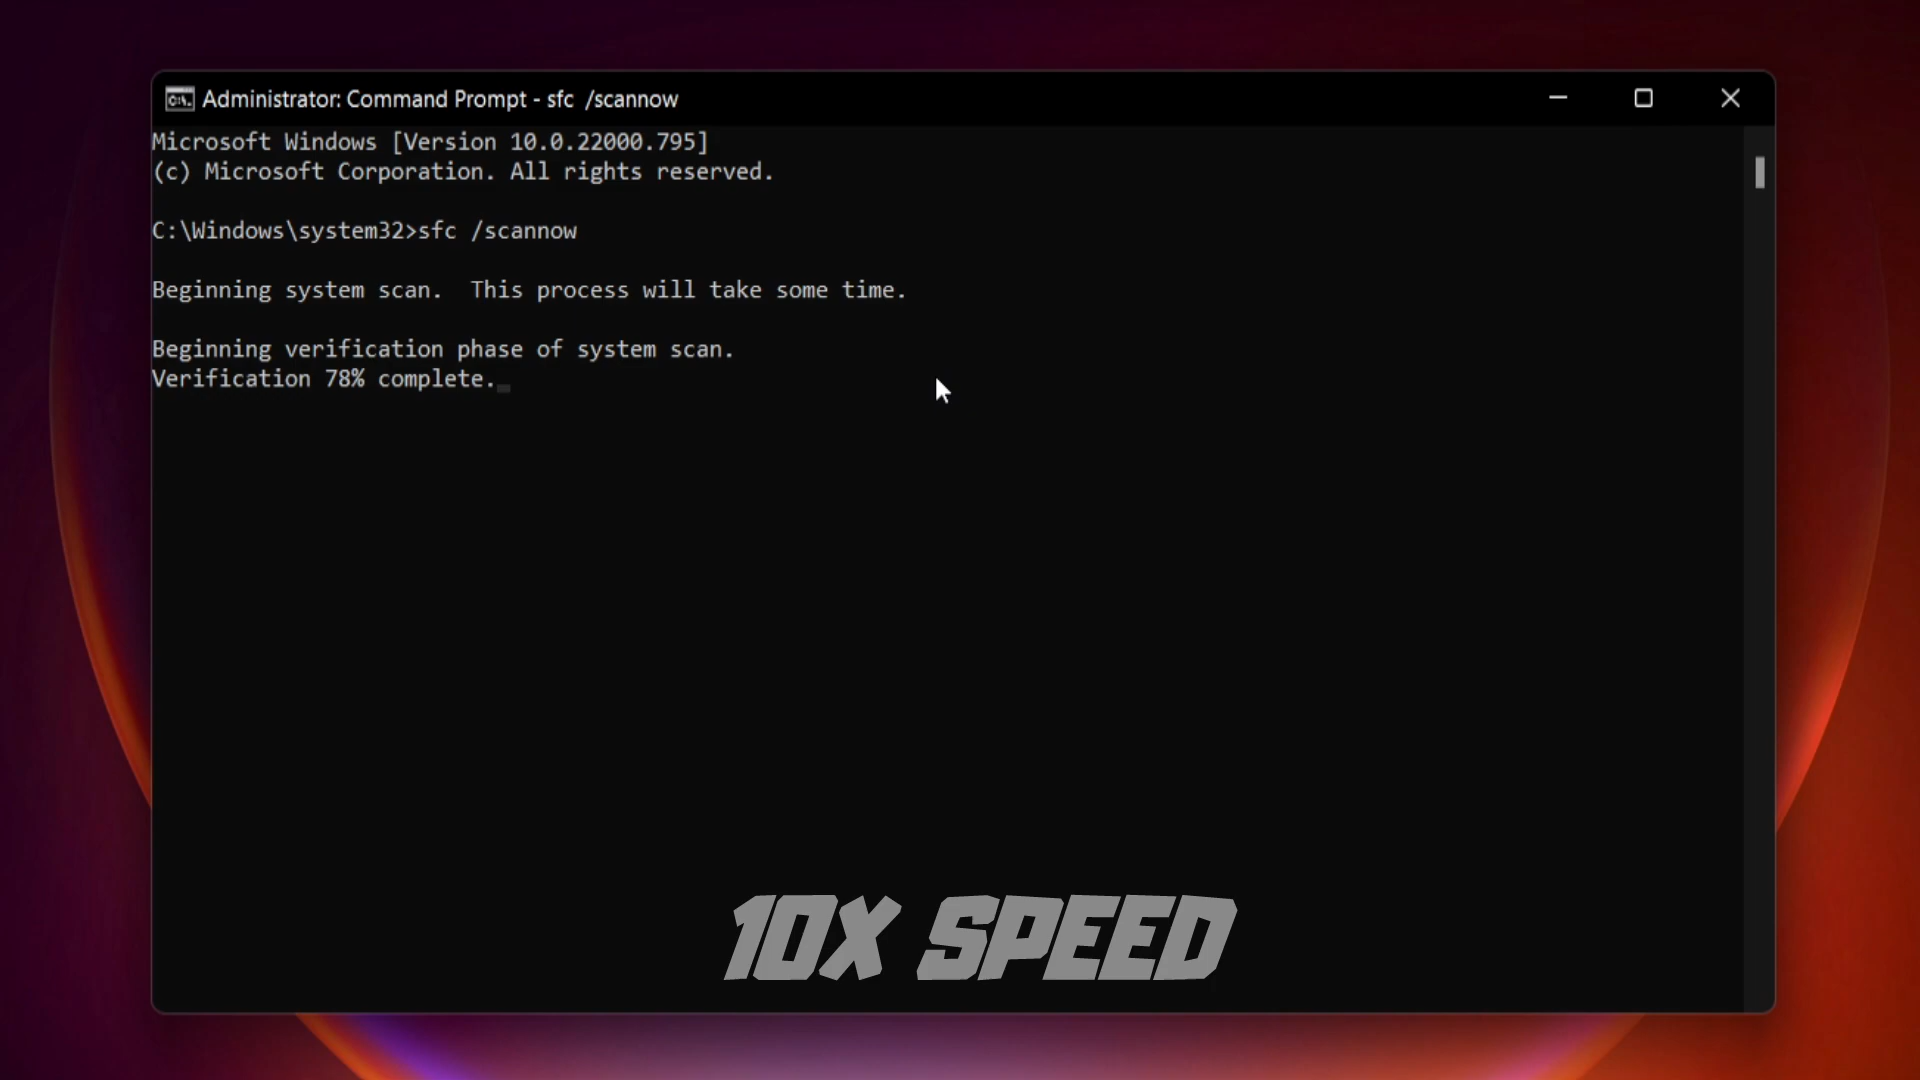 Administrator: Command Prompt - sfc  /scannow
Microsoft Windows [Version 10.0.22000.795]
(c) Microsoft Corporation. All rights reserved.
C:\Windows\system32>sfc /scannow
Beginning system scan.  This process will take some time.
Beginning verification phase of system scan.
Verification 78% complete.
10X SPEED